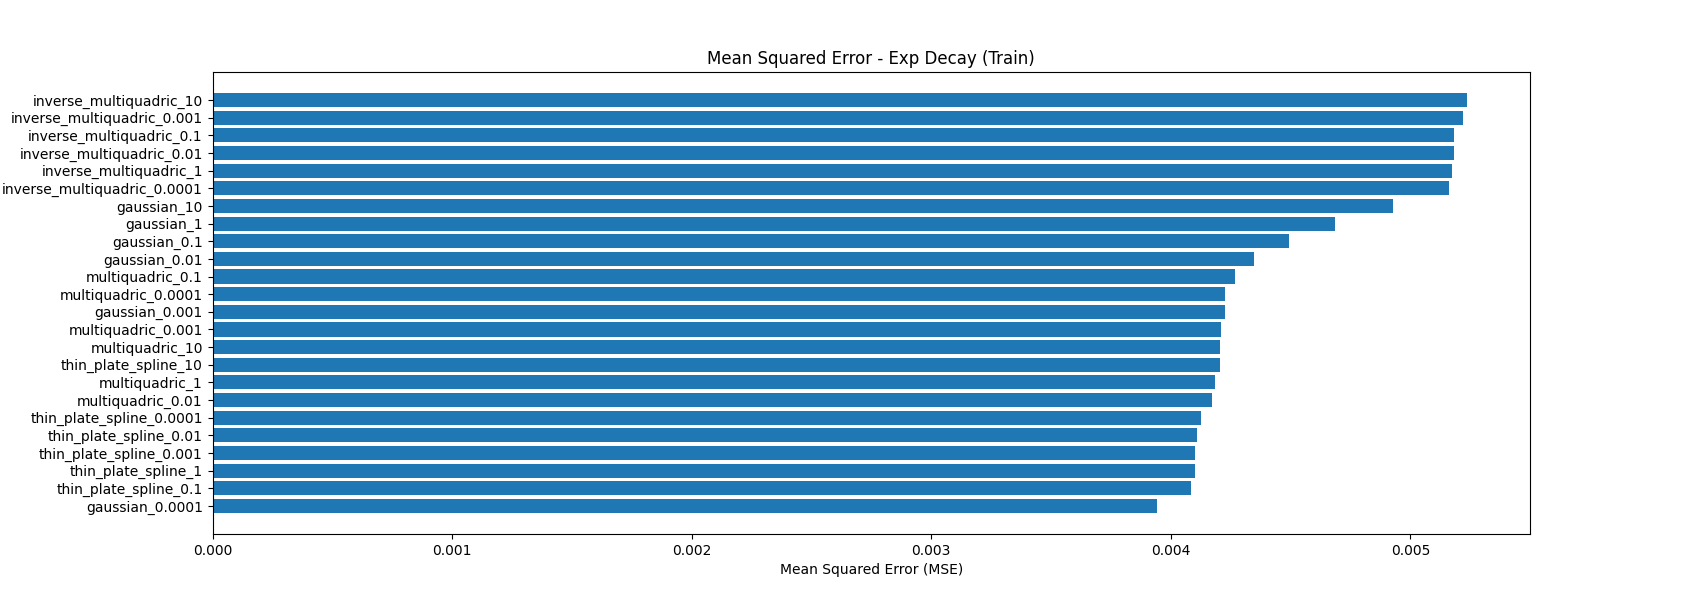 Mean Squared Error - Exp Decay (Train)
inverse_multiquadric_10
inverse_multiquadric_0.001
inverse_multiquadric_0.1
inverse_multiquadric_0.01
inverse_multiquadric_1
inverse_multiquadric_0.0001
gaussian_10
gaussian_1
gaussian_0.1
gaussian_0.01
multiquadric_0.1
multiquadric_0.0001
gaussian_0.001
multiquadric_0.001
multiquadric_10
thin_plate_spline_10
multiquadric_1
multiquadric_0.01
thin_plate_spline_0.0001
thin_plate_spline_0.01
thin_plate_spline_0.001
thin_plate_spline_1
thin_plate_spline_0.1
gaussian_0.0001
0.000 0.001 0.002 0.003 0.004 0.005
Mean Squared Error (MSE)